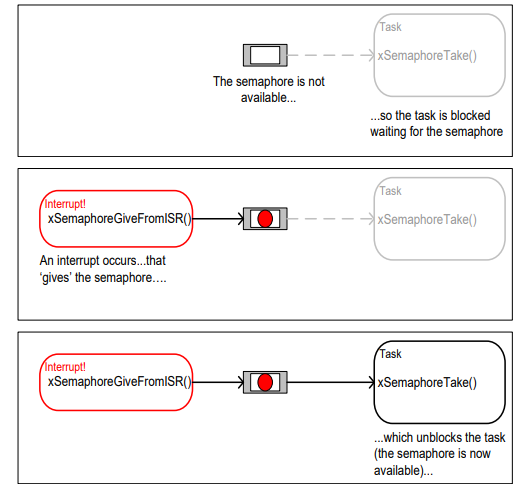 Task
xSemaphoreTake()
The semaphore is not
available...
...so the task is blocked
waiting for the semaphore
Interrupt!
xSemaphoreGiveFromISR()
Task
xSemaphoreTake()
An interrupt occurs...that
‘gives’ the semaphore....
Interrupt!
xSemaphoreGiveFromISR()
Task
xSemaphoreTake()
...which unblocks the task
(the semaphore is now
available)...